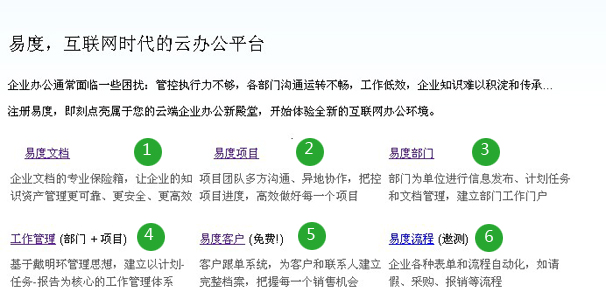 易度，互联网时代的云办公平台
企业办公通常面临一些困扰：管控执行力不够，各部门沟通运转不畅，工作低效，企业知识难以积淀和传承...
注册易度，即刻点亮属于您的云端企业办公新殿堂，开始体验全新的互联网办公环境。
易度文档 1 易度项目 2 易度部门 3
企业文档的专业保险箱，让企业的知 项目团队多方沟通、异地协作，把控 部门为单位进行信息发布、计划任务
识资产管理更可靠、更安全、更高效 项目进度，高效做好每一个项目 和文档管理，建立部门工作门户
工作管理 (部门 + 项目) 4 易度客户 (免费!) 5 易度流程 (邀测) 6
基于戴明环管理思想，建立以计划- 客户跟单系统，为客户和联系人建立 企业各种表单和流程自动化，如请
任务-报告为核心的工作管理体系 完整档案，把握每一个销售机会 假、采购、报销等流程